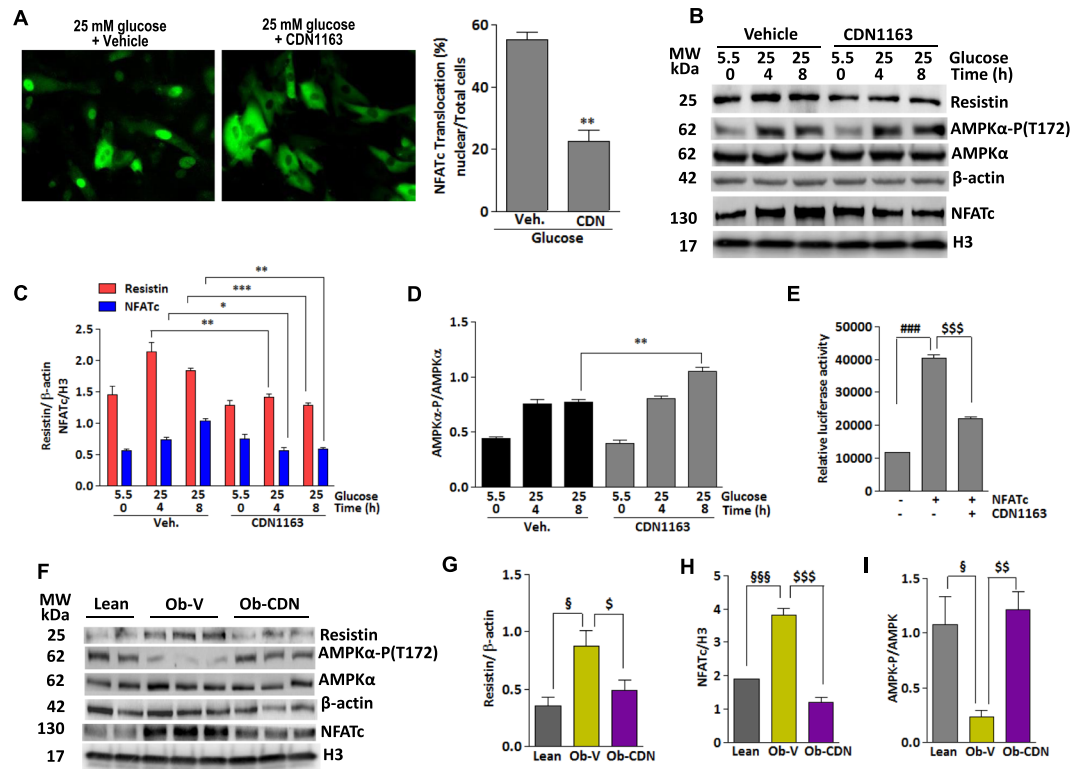 A
25 mM glucose
+ Vehicle
25 mM glucose
+ CDN1163
NFATc Translocation (%)
nuclear/Total cells
60
40
20
0
**
Veh.
CDN
Glucose
B
MW
kDa
Vehicle
CDN1163
5.5 25 25 5.5 25 25 Glucose
0 4 8 0 4 8 Time (h)
25 Resistin
62 AMPKα-P(T172)
62 AMPKα
42 β-actin
130 NFATc
17 H3
C
Resistin
NFATc
**
***
*
**
Resistin/ β-actin
NFATc/H3
2.5
2.0
1.5
1.0
0.5
0.0
5.5 25 25 5.5 25 25 Glucose
0 4 8 0 4 8 Time (h)
Veh.
CDN1163
D
AMPKα-P/AMPKα
1.5
1.0
0.5
0.0
**
5.5 25 25 5.5 25 25 Glucose
0 4 8 0 4 8 Time (h)
Veh.
CDN1163
E
Relative luciferase activity
50000
40000
30000
20000
10000
0
###
$$$
- + + NFATc
- - + CDN1163
F
MW
kDa
Lean Ob-V Ob-CDN
25 Resistin
62 AMPKα-P(T172)
62 AMPKα
42 β-actin
130 NFATc
17 H3
G
Resistin/ β-actin
1.5
1.0
0.5
0.0
§ $
Lean Ob-V Ob-CDN
H
NFATc/H3
4
3
2
1
0
§§§ $$$
Lean Ob-V Ob-CDN
I
AMPK-P/AMPK
1.5
1.0
0.5
0.0
§ $$
Lean Ob-V Ob-CDN